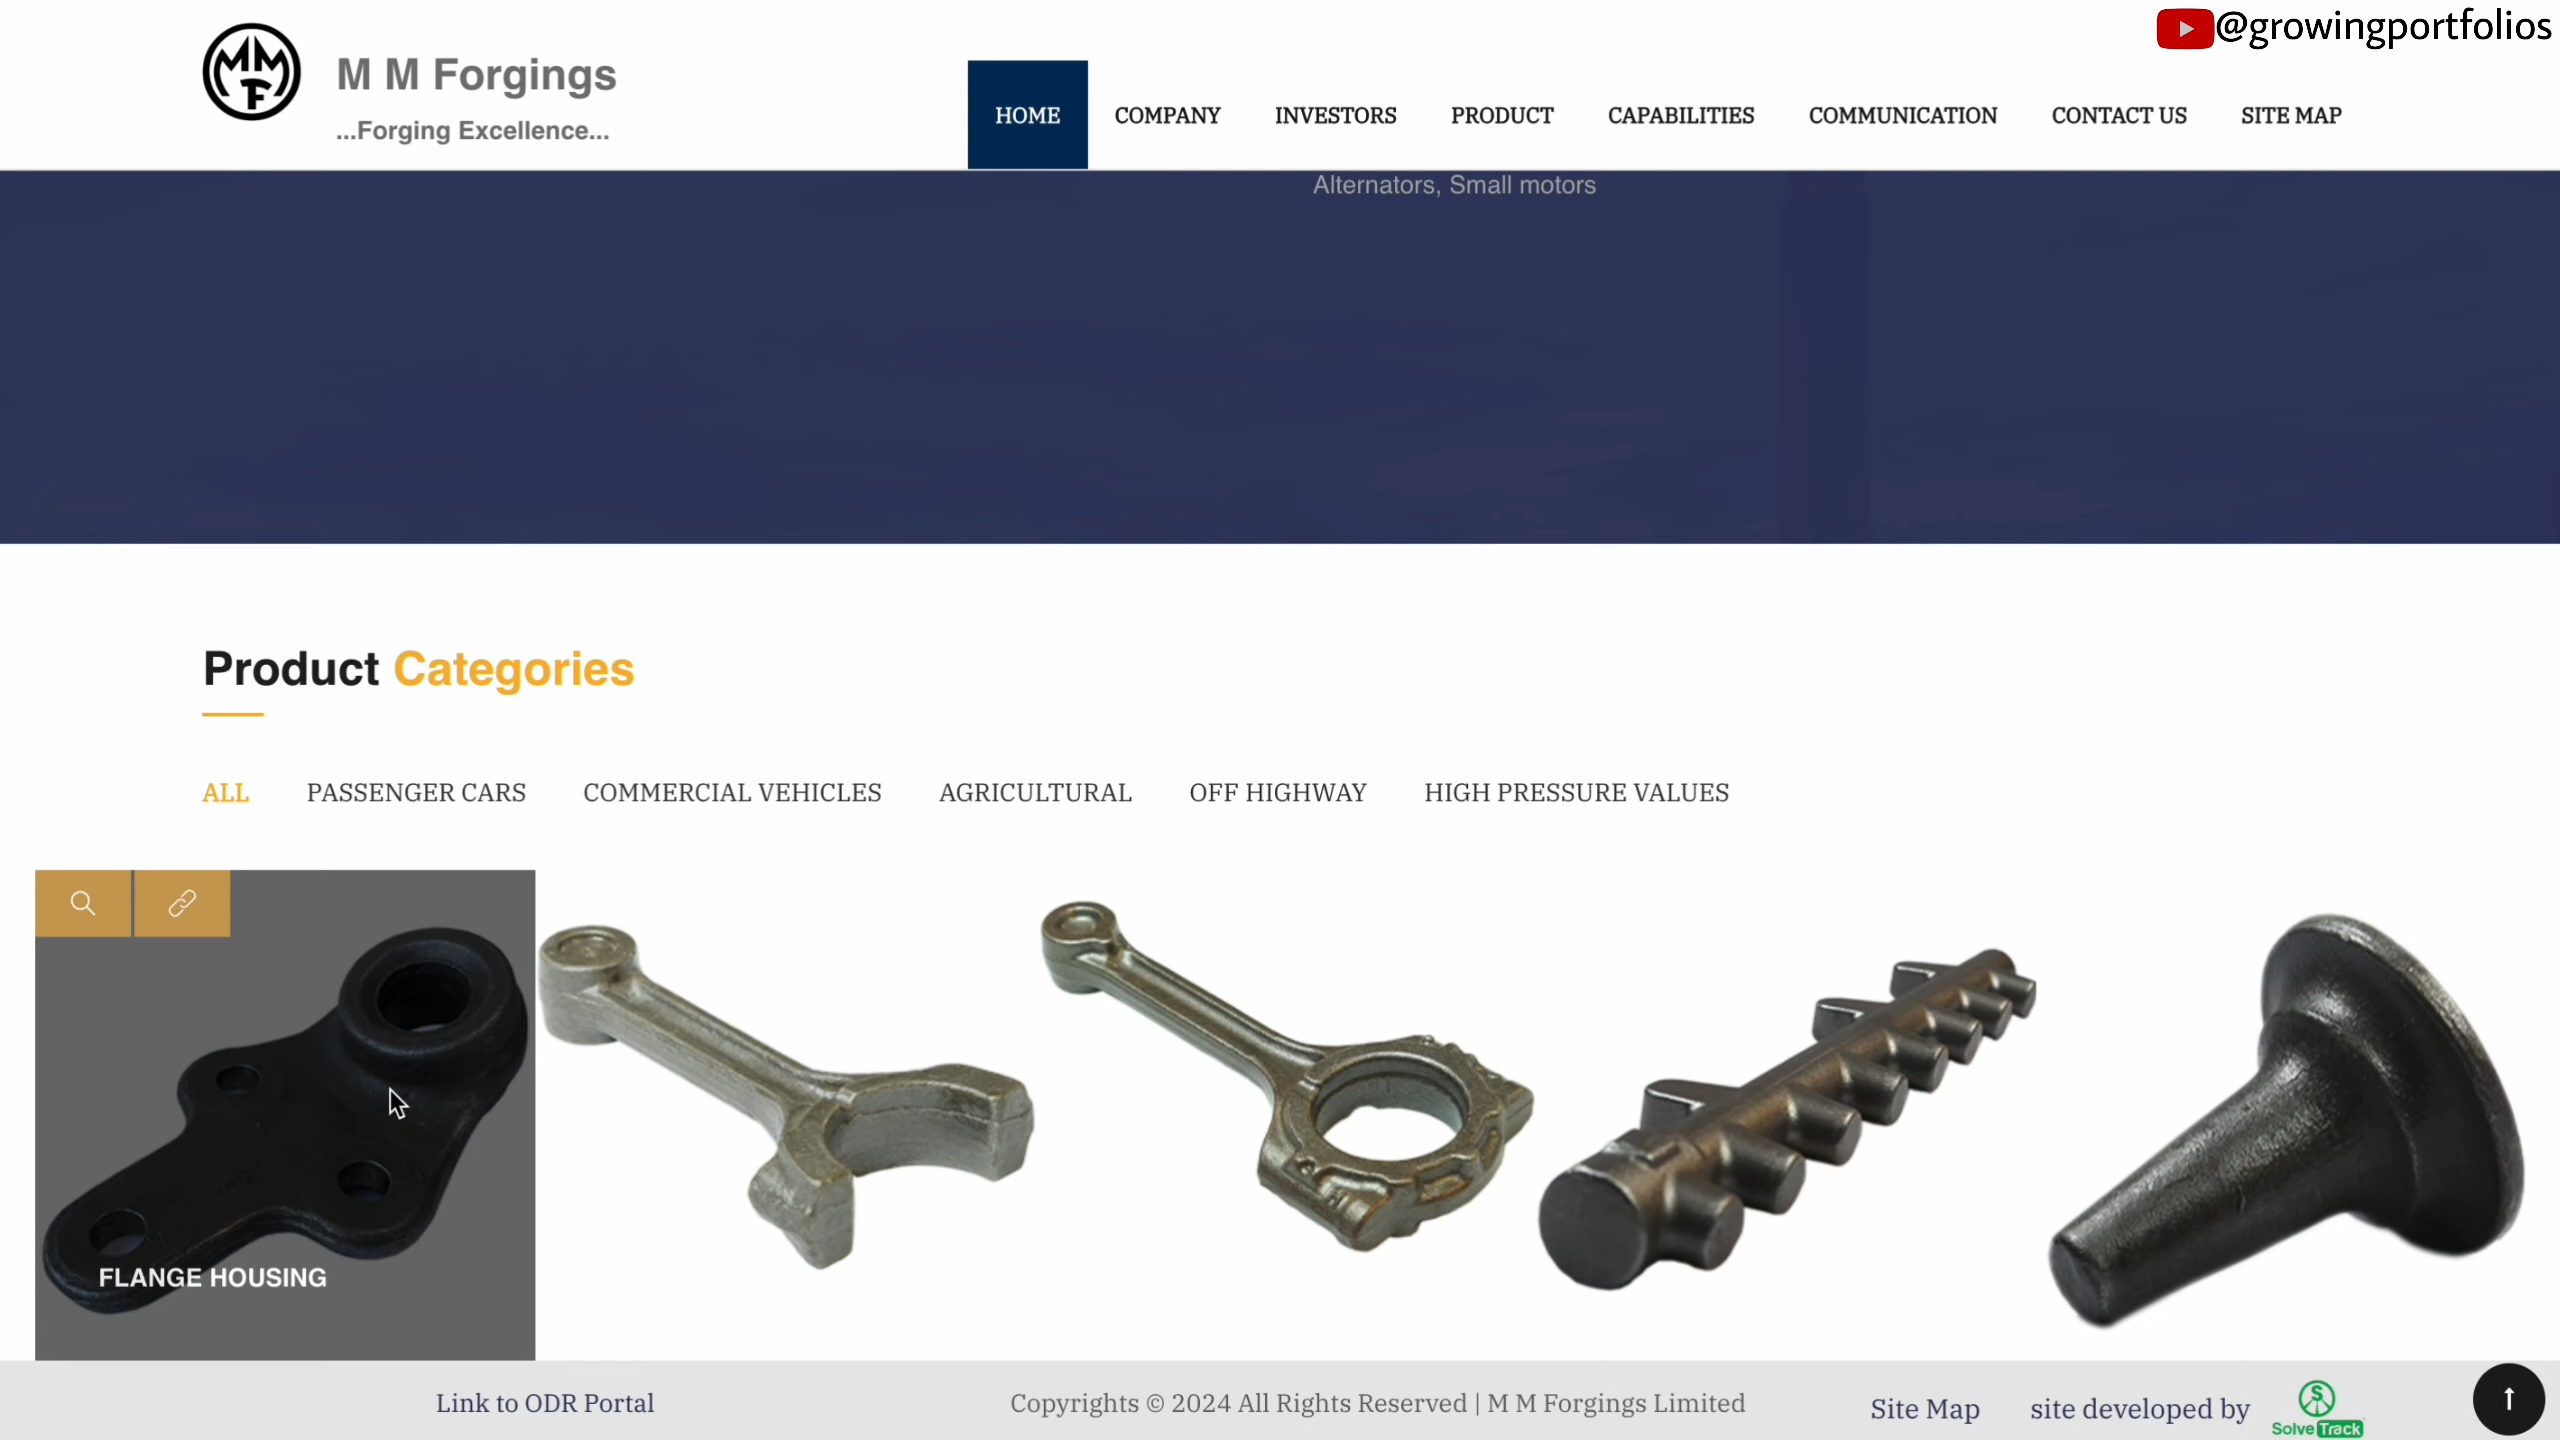 @growingportfolios
MMF
M M Forgings
...Forging Excellence...
HOME COMPANY INVESTORS PRODUCT CAPABILITIES COMMUNICATION CONTACT US SITE MAP
Alternators, Small motors
Product Categories
ALL PASSENGER CARS COMMERCIAL VEHICLES AGRICULTURAL OFF HIGHWAY HIGH PRESSURE VALUES
FLANGE HOUSING
Link to ODR Portal
Copyrights © 2024 All Rights Reserved | M M Forgings Limited
Site Map
site developed by
S
SolveTrack